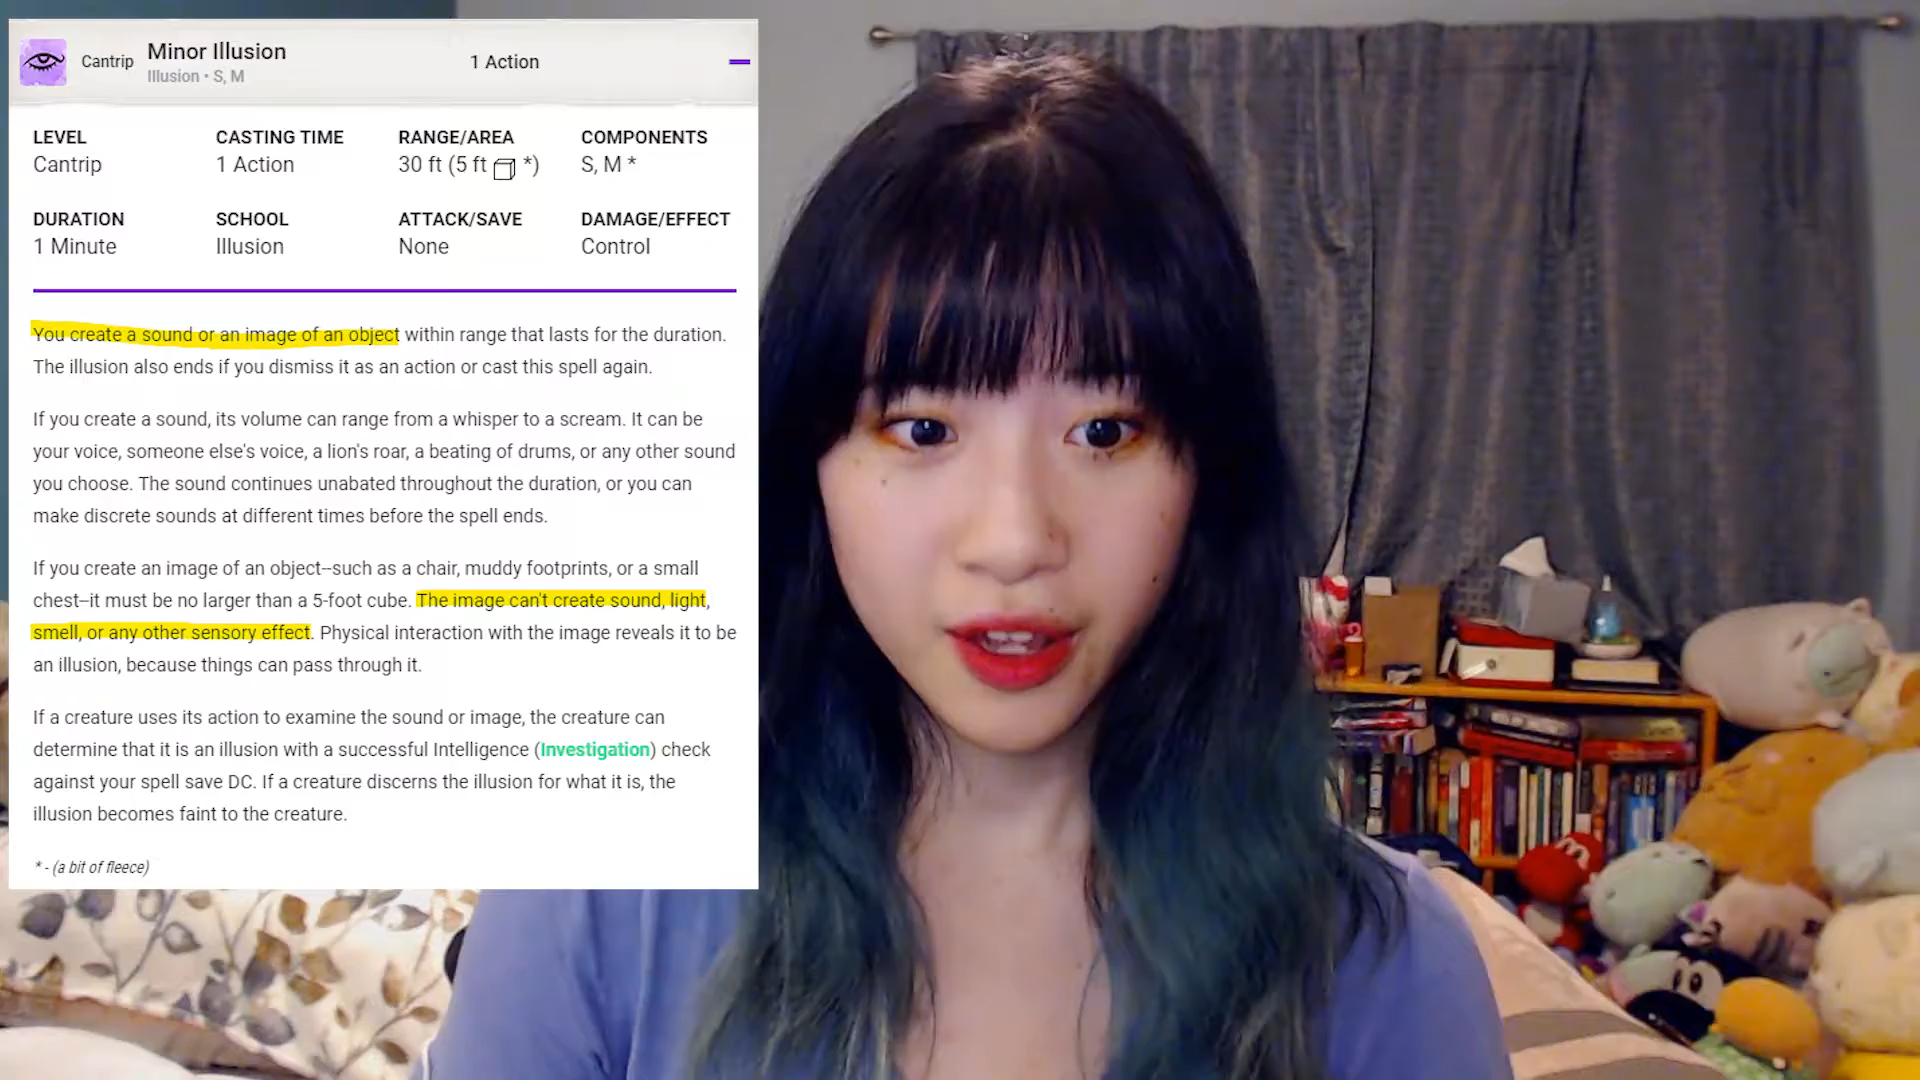 Cantrip
Minor Illusion
Illusion • S, M
1 Action
LEVEL
Cantrip
CASTING TIME
1 Action
RANGE/AREA
30 ft (5 ft *)
COMPONENTS
S, M *
DURATION
1 Minute
SCHOOL
Illusion
ATTACK/SAVE
None
DAMAGE/EFFECT
Control
You create a sound or an image of an object within range that lasts for the duration.
The illusion also ends if you dismiss it as an action or cast this spell again.
If you create a sound, its volume can range from a whisper to a scream. It can be
your voice, someone else's voice, a lion's roar, a beating of drums, or any other sound
you choose. The sound continues unabated throughout the duration, or you can
make discrete sounds at different times before the spell ends.
If you create an image of an object--such as a chair, muddy footprints, or a small
chest--it must be no larger than a 5-foot cube. The image can't create sound, light,
smell, or any other sensory effect. Physical interaction with the image reveals it to be
an illusion, because things can pass through it.
If a creature uses its action to examine the sound or image, the creature can
determine that it is an illusion with a successful Intelligence (Investigation) check
against your spell save DC. If a creature discerns the illusion for what it is, the
illusion becomes faint to the creature.
* - (a bit of fleece)